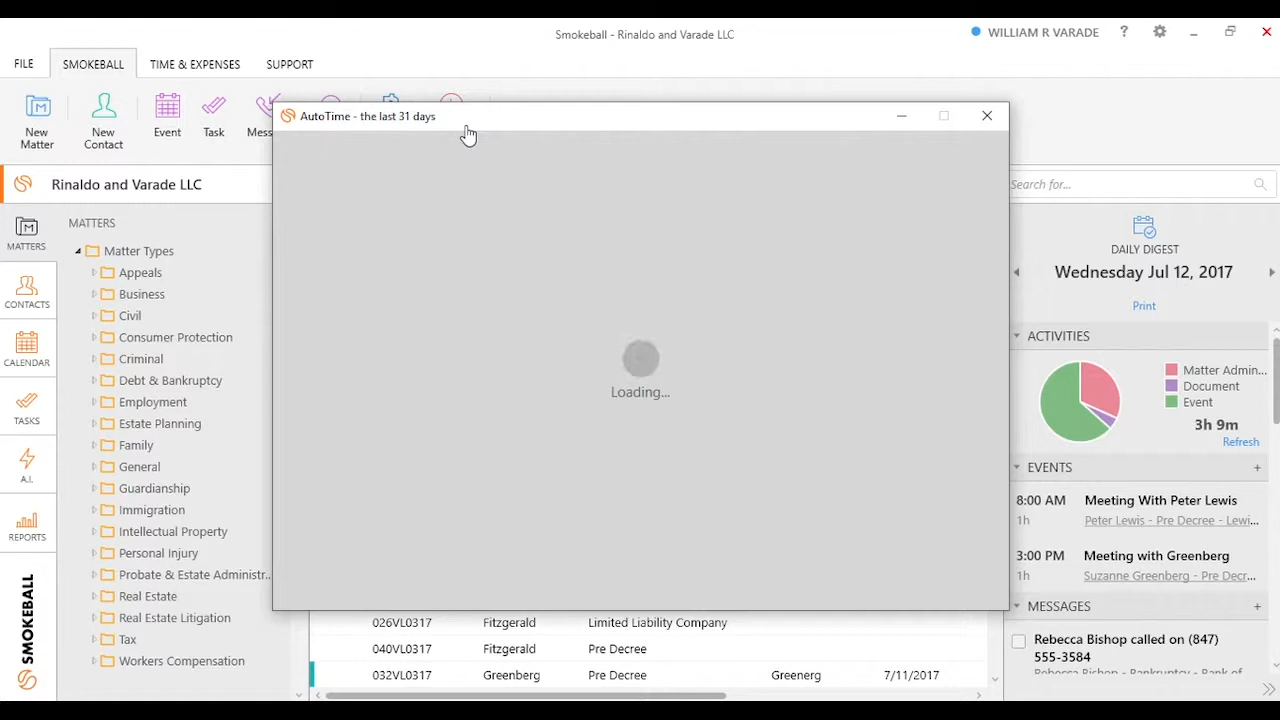 Smokeball - Rinaldo and Varade LLC
WILLIAM R VARADE
?
FILE
SMOKEBALL
TIME & EXPENSES
SUPPORT
New Matter
New Contact
Event
Task
AutoTime - the last 31 days
Loading...
Rinaldo and Varade LLC
Search for...
MATTERS
CONTACTS
CALENDAR
TASKS
A.I.
REPORTS
SMOKEBALL
MATTERS
Matter Types
Appeals
Business
Civil
Consumer Protection
Criminal
Debt & Bankruptcy
Employment
Estate Planning
Family
General
Guardianship
Immigration
Intellectual Property
Personal Injury
Probate & Estate Administr...
Real Estate
Real Estate Litigation
Tax
Workers Compensation
026VL0317 Fitzgerald Limited Liability Company
040VL0317 Fitzgerald Pre Decree
032VL0317 Greenberg Pre Decree Greenerg 7/11/2017
DAILY DIGEST
Wednesday Jul 12, 2017
Print
ACTIVITIES
Matter Admin...
Document
Event
3h 9m
Refresh
EVENTS +
8:00 AM Meeting With Peter Lewis
1h Peter Lewis - Pre Decree - Lewi...
3:00 PM Meeting with Greenberg
1h Suzanne Greenberg - Pre Decr...
MESSAGES +
Rebecca Bishop called on (847)
555-3584
Rebecca Bishop - Bankruptcy - Bank of